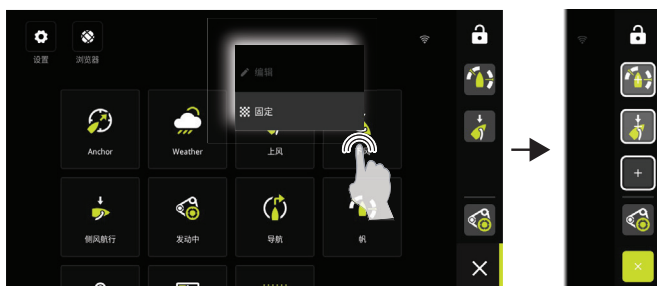 设置
浏览器
编辑
固定
Anchor
Weather
上风
侧风航行
发动中
导航
帆